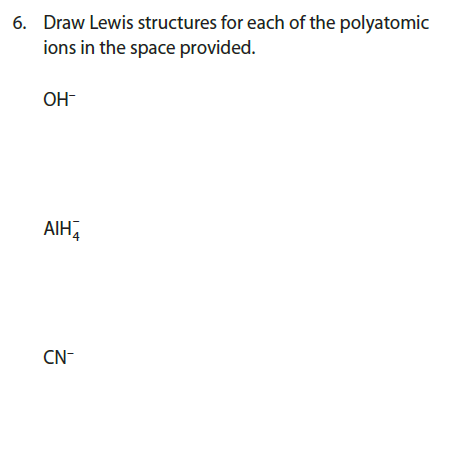 6. Draw Lewis structures for each of the polyatomic
ions in the space provided.
OH⁻
AlH₄⁻
CN⁻